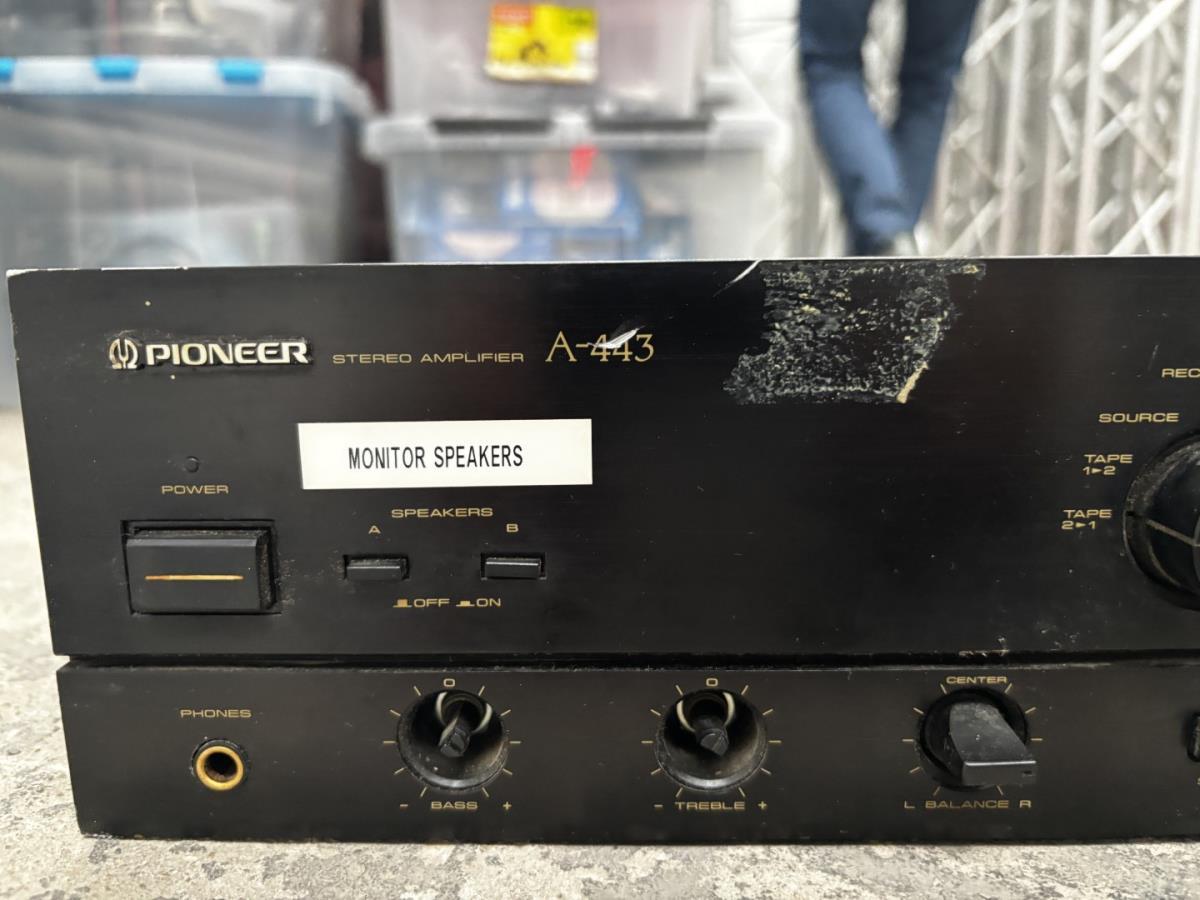 PIONEER STEREO AMPLIFIER A-443
REC
SOURCE
TAPE
1►2
TAPE
2►1
MONITOR SPEAKERS
POWER
SPEAKERS
A B
OFF ON
PHONES
0
- BASS +
0
- TREBLE +
CENTER
L BALANCE R